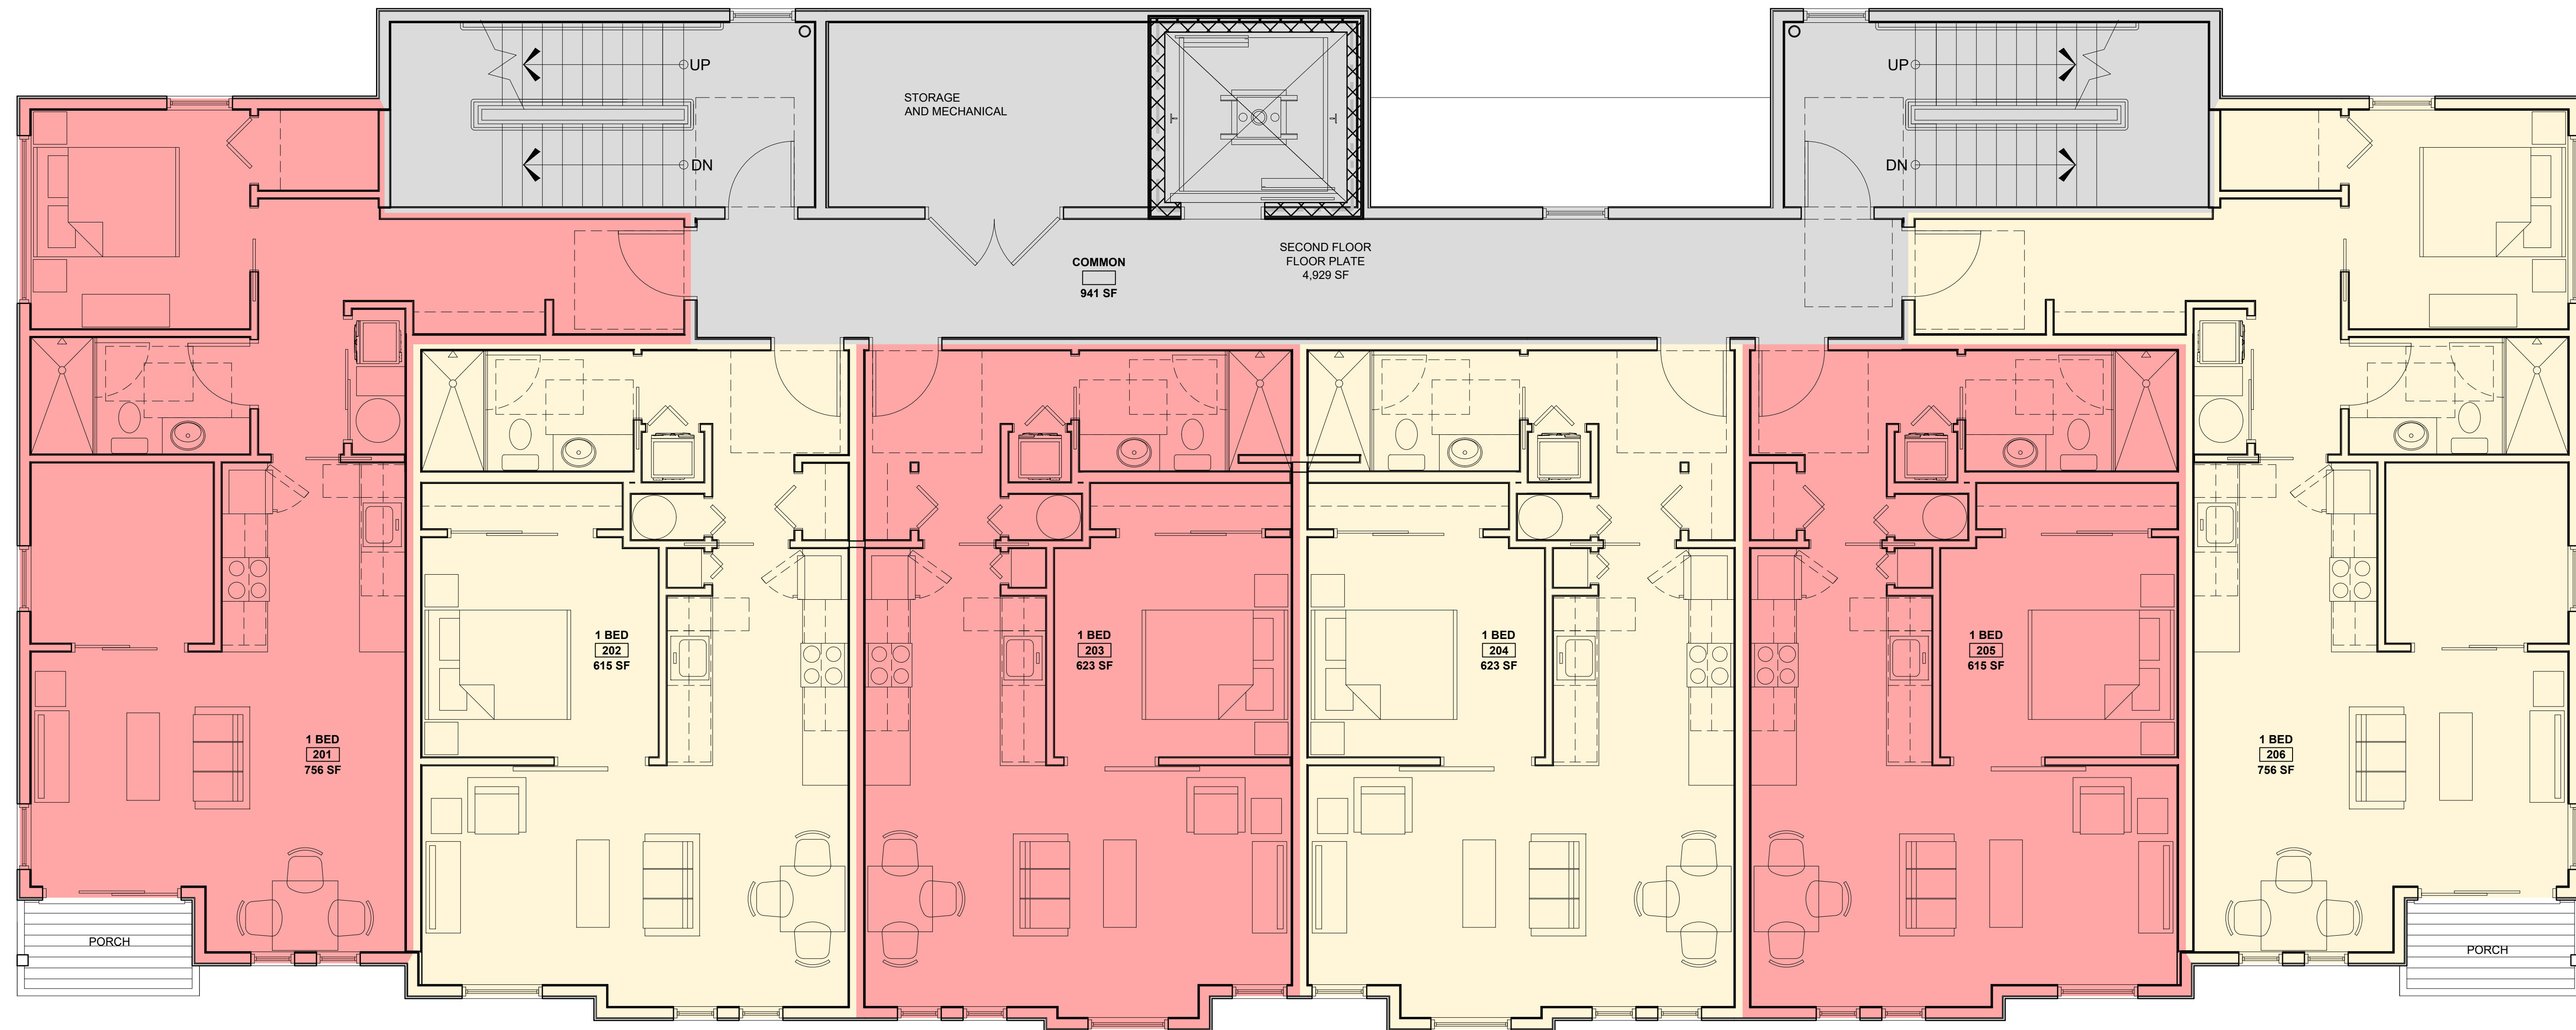 UP
DN
STORAGE
AND MECHANICAL
UP
DN
COMMON
941 SF
SECOND FLOOR
FLOOR PLATE
4,929 SF
1 BED
202
615 SF
1 BED
203
623 SF
1 BED
204
623 SF
1 BED
205
615 SF
1 BED
201
756 SF
1 BED
206
756 SF
PORCH
PORCH